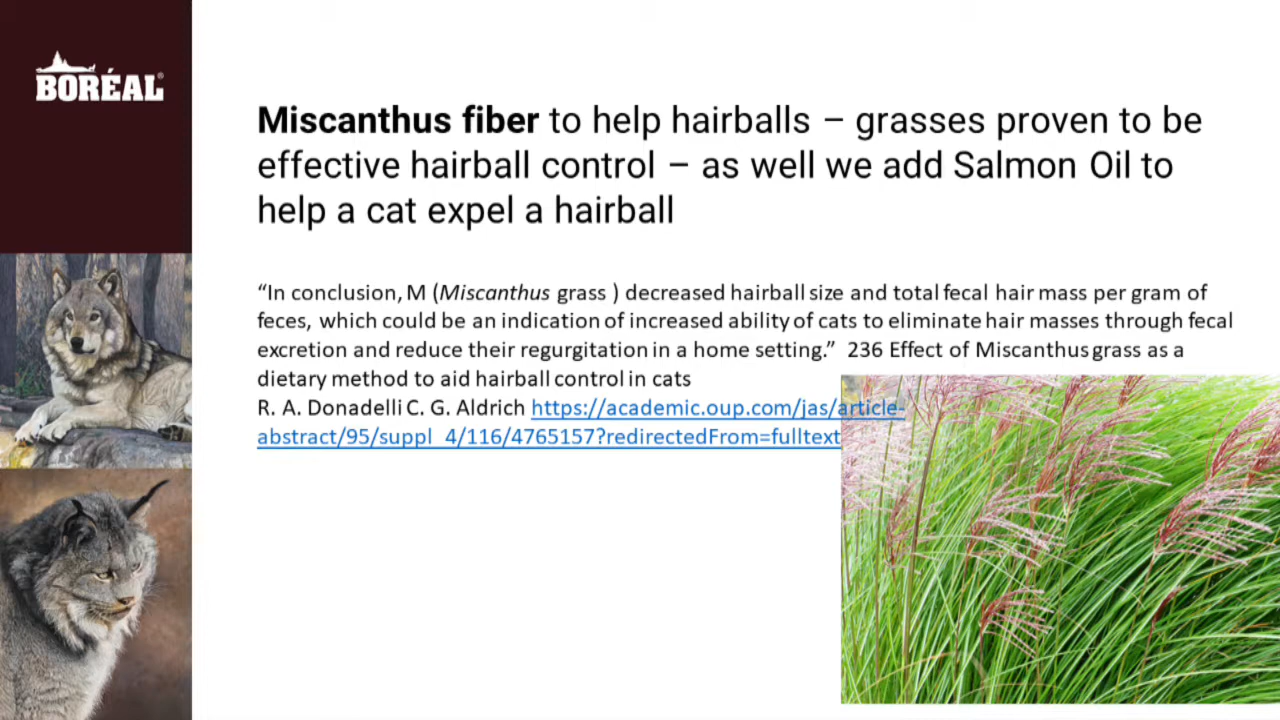 BORÉAL®
Miscanthus fiber to help hairballs – grasses proven to be
effective hairball control – as well we add Salmon Oil to
help a cat expel a hairball
“In conclusion, M (Miscanthus grass ) decreased hairball size and total fecal hair mass per gram of
feces, which could be an indication of increased ability of cats to eliminate hair masses through fecal
excretion and reduce their regurgitation in a home setting.” 236 Effect of Miscanthus grass as a
dietary method to aid hairball control in cats
R. A. Donadelli C. G. Aldrich https://academic.oup.com/jas/article-
abstract/95/suppl_4/116/4765157?redirectedFrom=fulltext